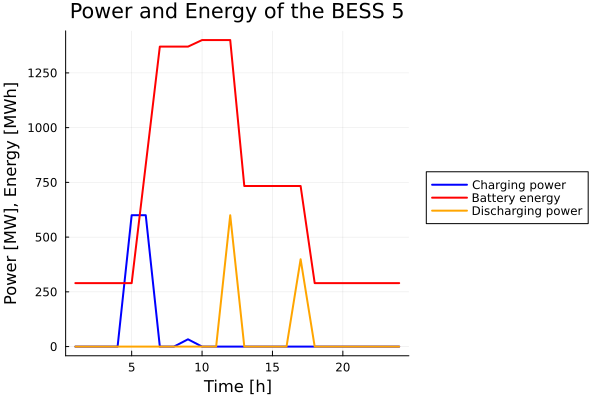 Power and Energy of the BESS 5
Power [MW], Energy [MWh]
1250
1000
750
500
250
0
5
10
15
20
Time [h]
Charging power
Battery energy
Discharging power